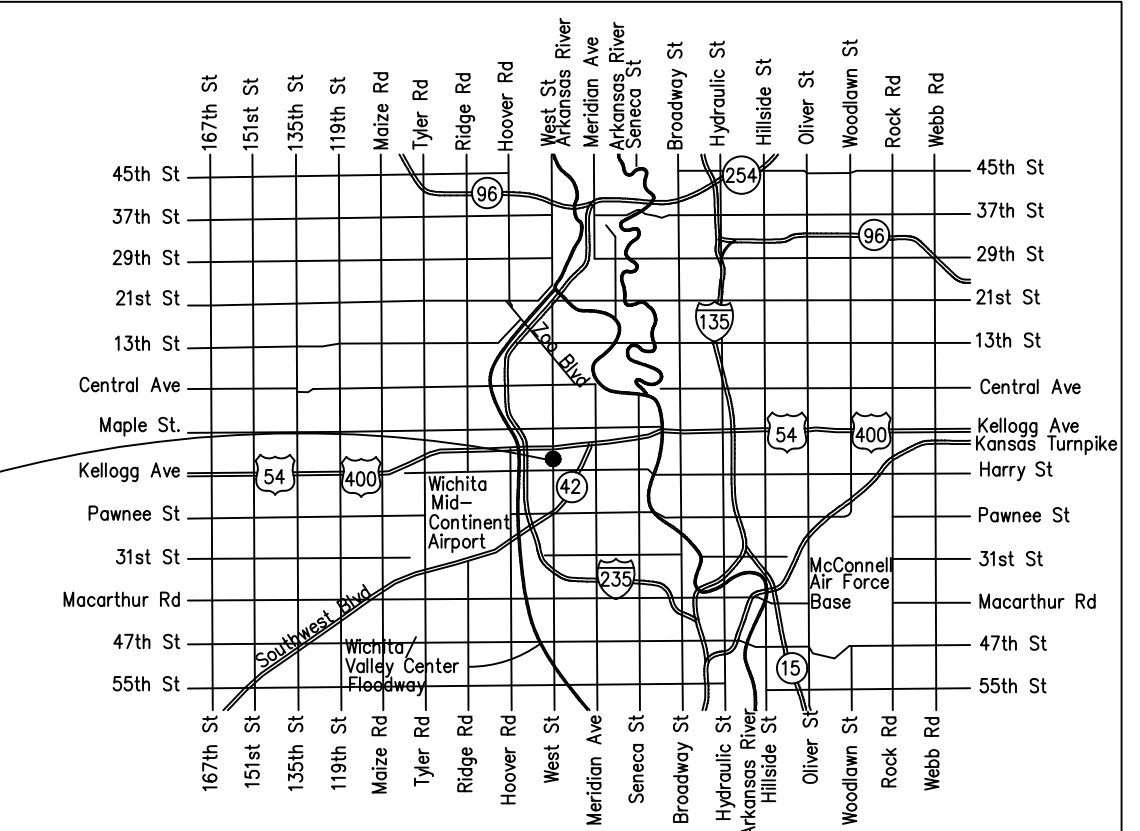 167th St
151st St
135th St
119th St
Maize Rd
Tyler Rd
Ridge Rd
Hoover Rd
West St
Arkansas River
Meridian Ave
Arkansas River
Seneca St
Broadway St
Hydraulic St
Hillside St
Oliver St
Woodlawn St
Rock Rd
Webb Rd
45th St
37th St
29th St
21st St
13th St
Central Ave
Maple St.
Kellogg Ave
Pawnee St
31st St
Macarthur Rd
47th St
55th St
96
254
96
135
Zoo Blvd
54
400
54
400
Wichita
Mid-
Continent
Airport
42
235
Southwest Blvd
Wichita/
Valley Center
Floodway
McConnell
Air Force
Base
15
45th St
37th St
29th St
21st St
13th St
Central Ave
Kellogg Ave
Kansas Turnpike
Harry St
Pawnee St
31st St
Macarthur Rd
47th St
55th St
167th St
151st St
135th St
119th St
Maize Rd
Tyler Rd
Ridge Rd
Hoover Rd
West St
Meridian Ave
Seneca St
Broadway St
Hydraulic St
Arkansas River
Hillside St
Oliver St
Woodlawn St
Rock Rd
Webb Rd